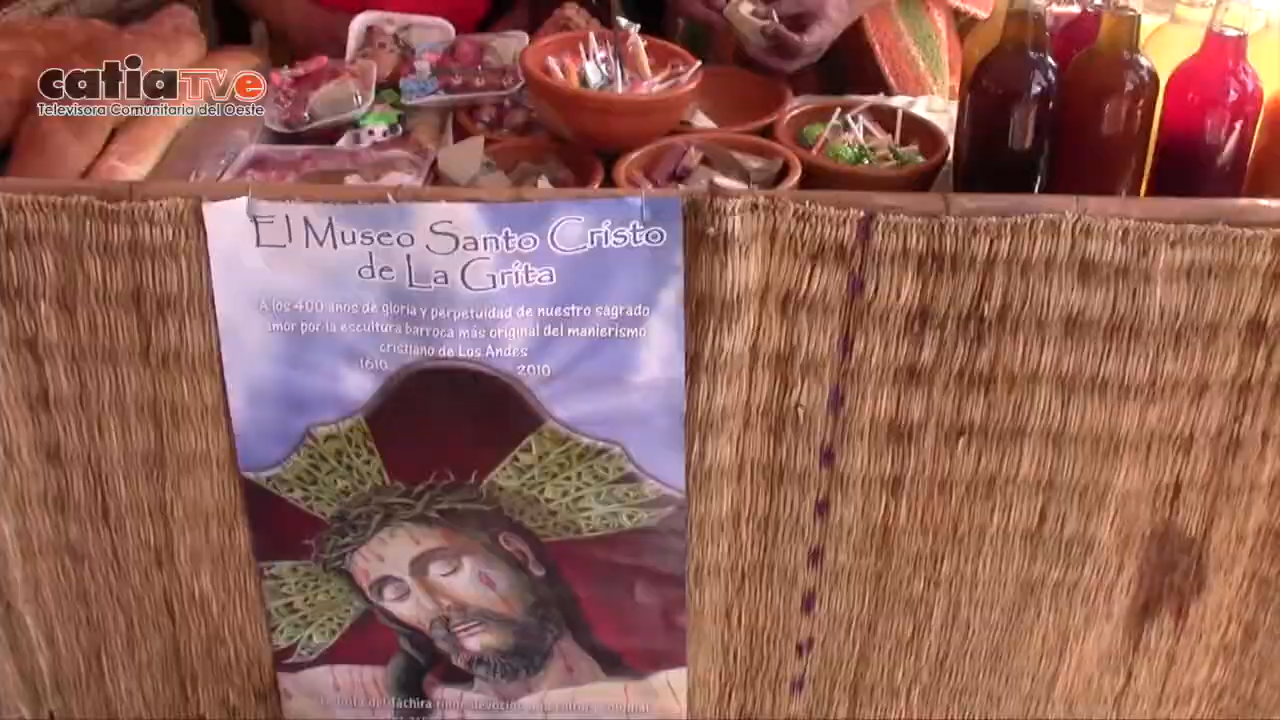 catiaTVe
Televisora Comunitaria del Oeste
El Museo Santo Cristo
de La Grita
A los 400 años de gloria y perpetuidad de nuestro sagrado
amor por la escultura barroca más original del manierismo
cristiano de Los Andes
1610 2010